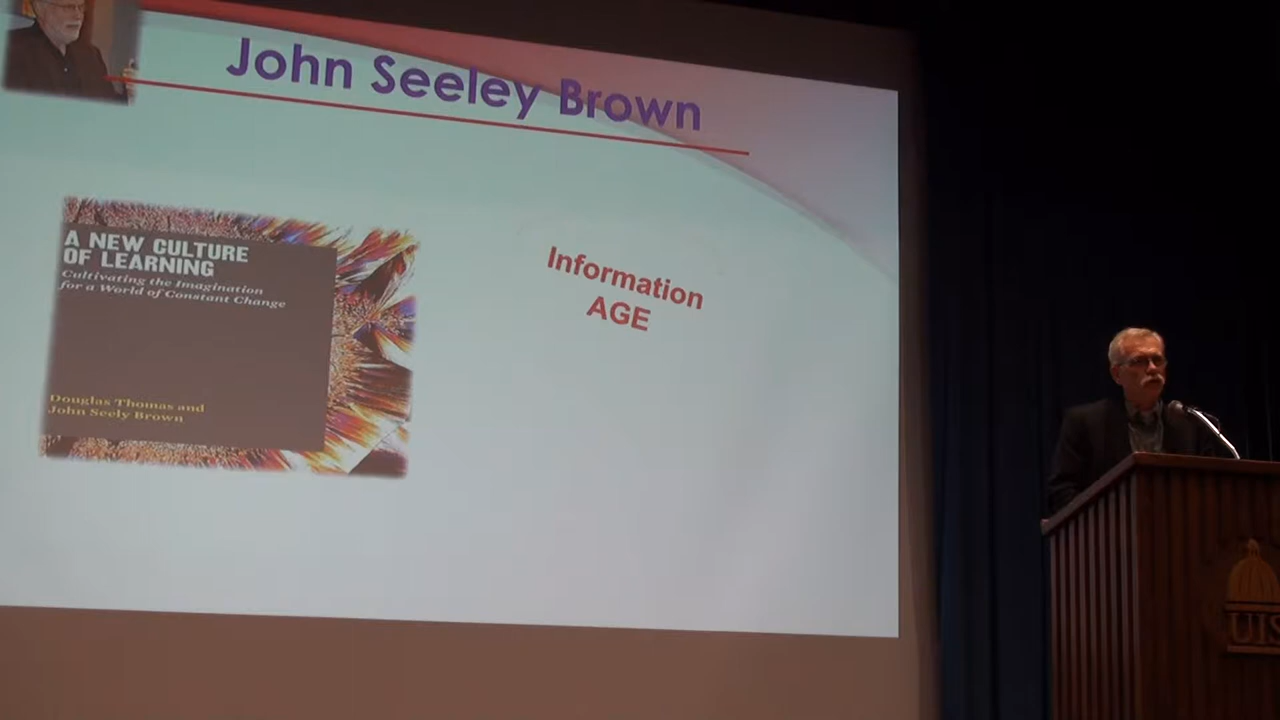 John Seeley Brown
A NEW CULTURE
OF LEARNING
Cultivating the Imagination
for a World of Constant Change
Douglas Thomas and
John Seely Brown
Information
AGE
UIS